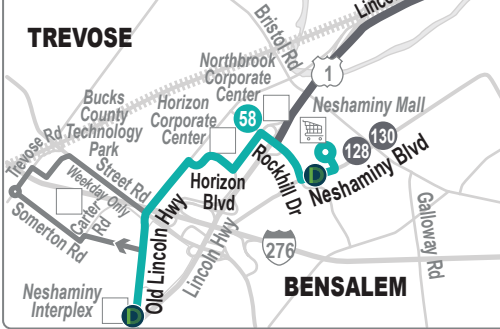 Lincol
TREVOSE
Bristol Rd
1
Northbrook
Corporate
Center
Bucks
County
Technology
Park
Horizon
Corporate
Center
58
Neshaminy Mall
Trevose Rd
Street Rd
Weekday Only
Carter
Rd
Somerton Rd
Horizon
Blvd
Rockhill Dr
D
128
130
Neshaminy Blvd
Old Lincoln Hwy
Lincoln Hwy
276
Galloway Rd
BENSALEM
Neshaminy
Interplex
D